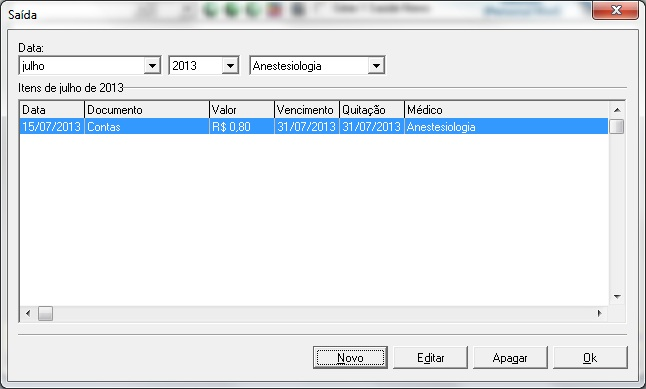 Saída
Data:
julho 2013 Anestesiologia
Itens de julho de 2013
Data Documento Valor Vencimento Quitação Médico
15/07/2013 Contas R$ 0,80 31/07/2013 31/07/2013 Anestesiologia
Novo Editar Apagar Ok